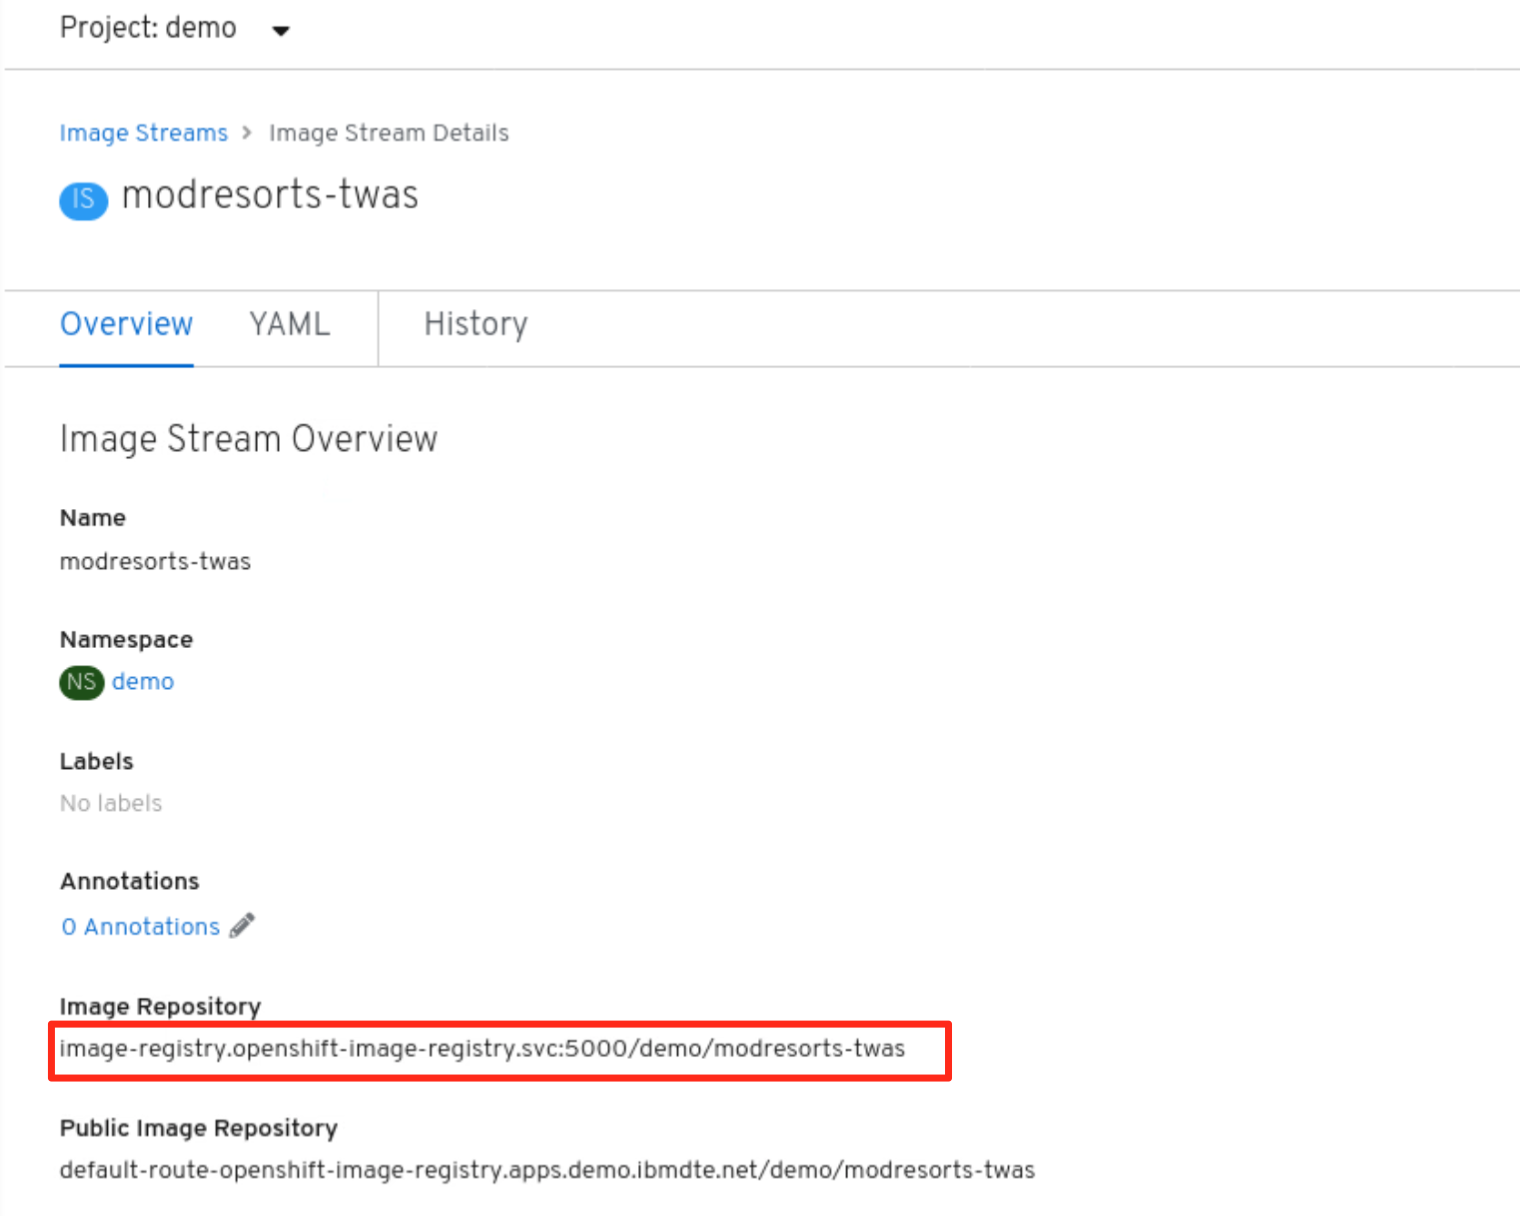 Project: demo
Image Streams > Image Stream Details
IS modresorts-twas
Overview YAML History
Image Stream Overview
Name
modresorts-twas
Namespace
NS demo
Labels
No labels
Annotations
0 Annotations
Image Repository
image-registry.openshift-image-registry.svc:5000/demo/modresorts-twas
Public Image Repository
default-route-openshift-image-registry.apps.demo.ibmdte.net/demo/modresorts-twas